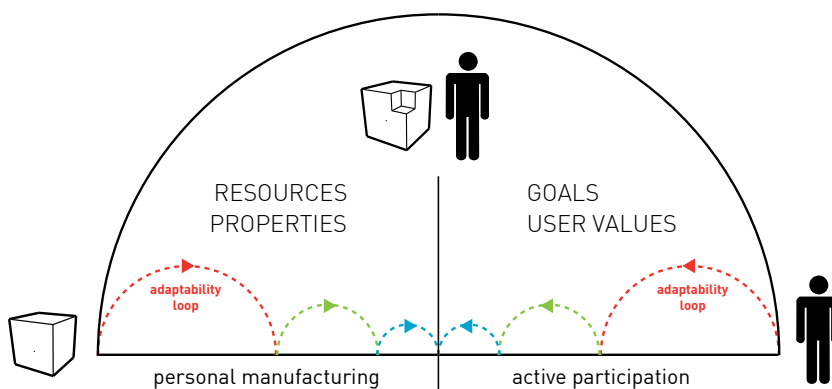 RESOURCES
PROPERTIES
GOALS
USER VALUES
adaptability
loop
adaptability
loop
personal manufacturing
active participation